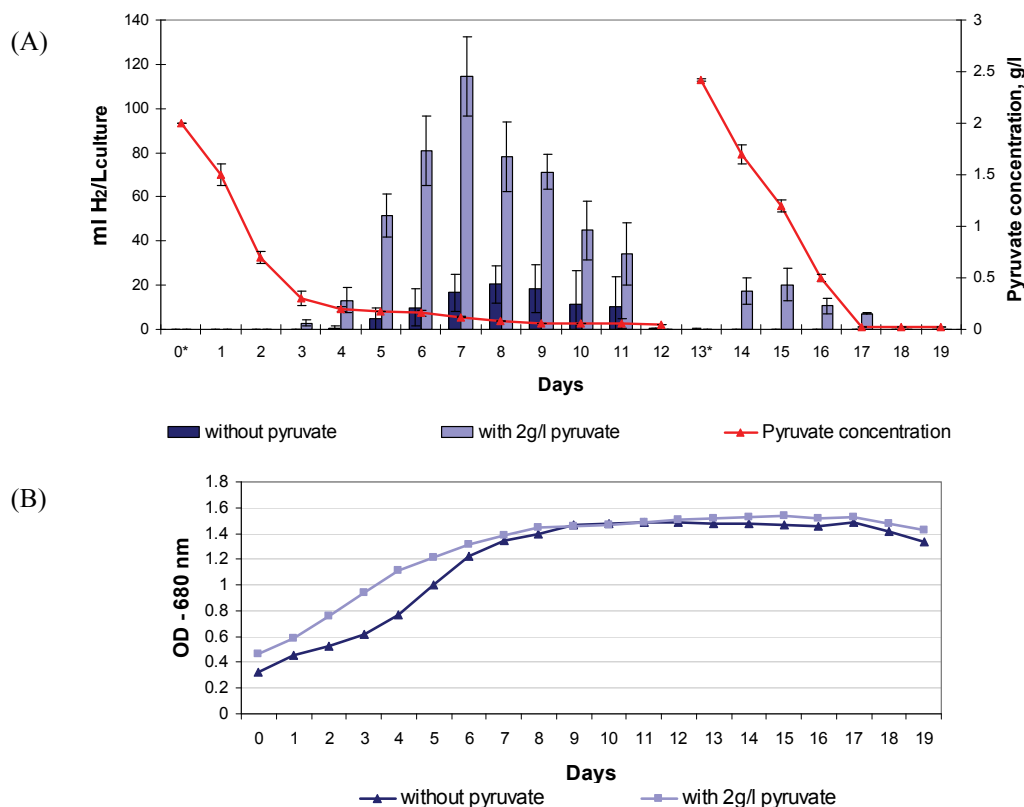 (A)
140
120
100
80
60
40
20
0
ml H2/Lculture
3
2.5
2
1.5
1
0.5
0
Pyruvate concentration, g/l
0* 1 2 3 4 5 6 7 8 9 10 11 12 13* 14 15 16 17 18 19
Days
without pyruvate with 2g/l pyruvate Pyruvate concentration
(B)
1.8
1.6
1.4
1.2
1
0.8
0.6
0.4
0.2
0
OD - 680 nm
0 1 2 3 4 5 6 7 8 9 10 11 12 13 14 15 16 17 18 19
Days
without pyruvate with 2g/l pyruvate